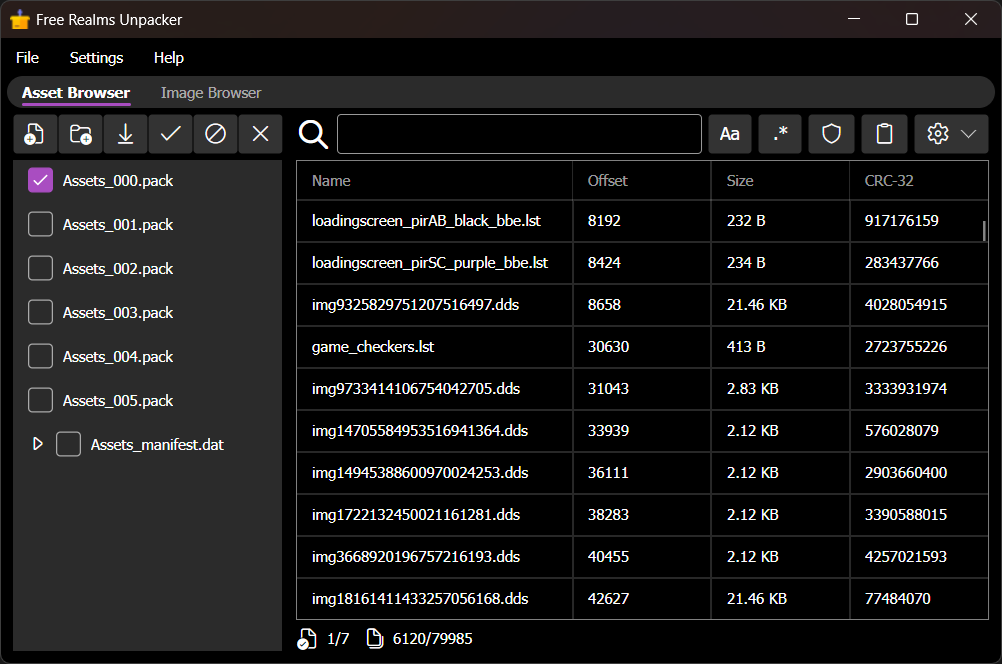 Free Realms Unpacker
File Settings Help
Asset Browser Image Browser
Aa .*
Assets_000.pack
Assets_001.pack
Assets_002.pack
Assets_003.pack
Assets_004.pack
Assets_005.pack
Assets_manifest.dat
Name Offset Size CRC-32
loadingscreen_pirAB_black_bbe.lst 8192 232 B 917176159
loadingscreen_pirSC_purple_bbe.lst 8424 234 B 283437766
img9325829751207516497.dds 8658 21.46 KB 4028054915
game_checkers.lst 30630 413 B 2723755226
img9733414106754042705.dds 31043 2.83 KB 3333931974
img14705584953516941364.dds 33939 2.12 KB 576028079
img14945388600970024253.dds 36111 2.12 KB 2903660400
img1722132450021161281.dds 38283 2.12 KB 3390588015
img3668920196757216193.dds 40455 2.12 KB 4257021593
img18161411433257056168.dds 42627 21.46 KB 77484070
1/7 6120/79985